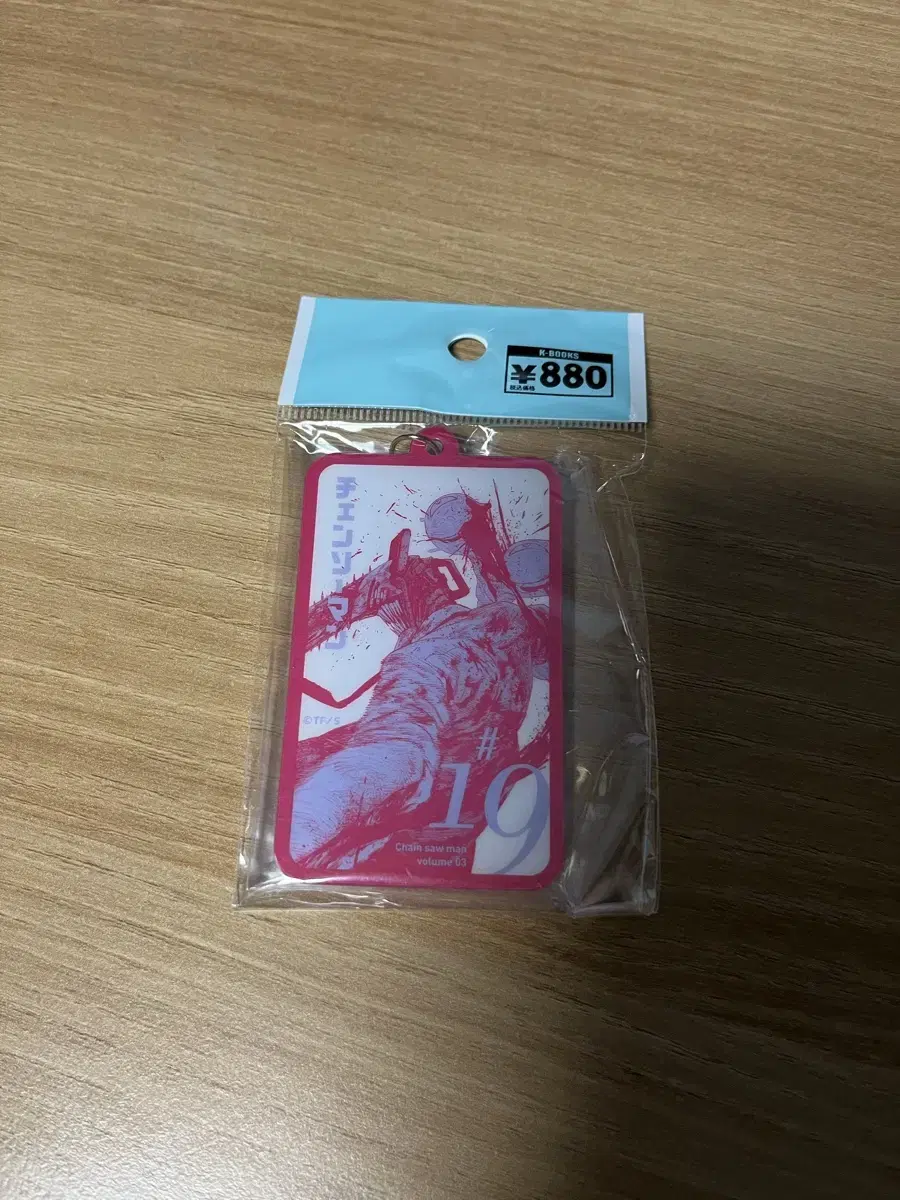 K-BOOKS
¥880
税込価格
チェンソーマン
©TF/S
#
19
Chain saw man
volume 03